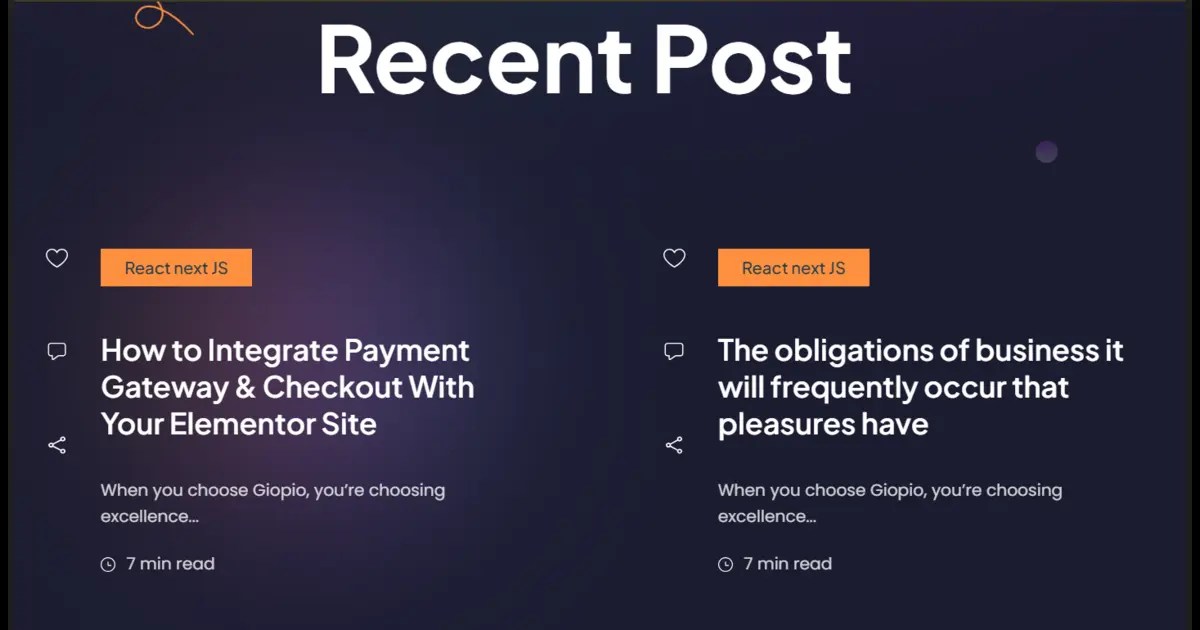 Recent Post
React next JS
How to Integrate Payment
Gateway & Checkout With
Your Elementor Site
When you choose Giopio, you’re choosing
excellence...
7 min read
React next JS
The obligations of business it
will frequently occur that
pleasures have
When you choose Giopio, you’re choosing
excellence...
7 min read